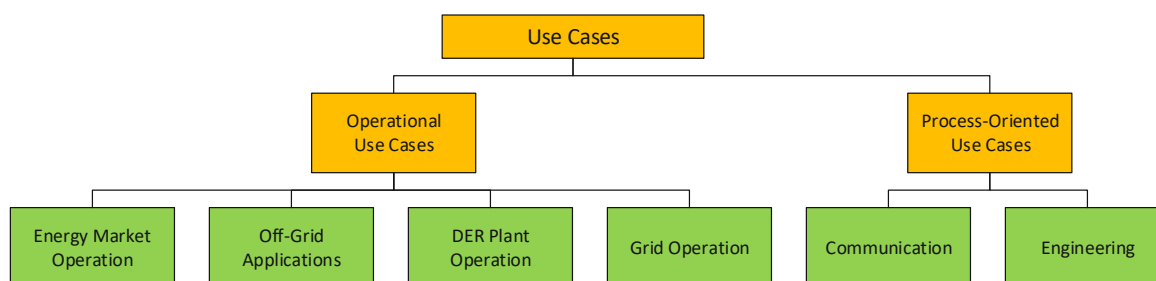 Use Cases
Operational
Use Cases
Process-Oriented
Use Cases
Energy Market
Operation
Off-Grid
Applications
DER Plant
Operation
Grid Operation
Communication
Engineering